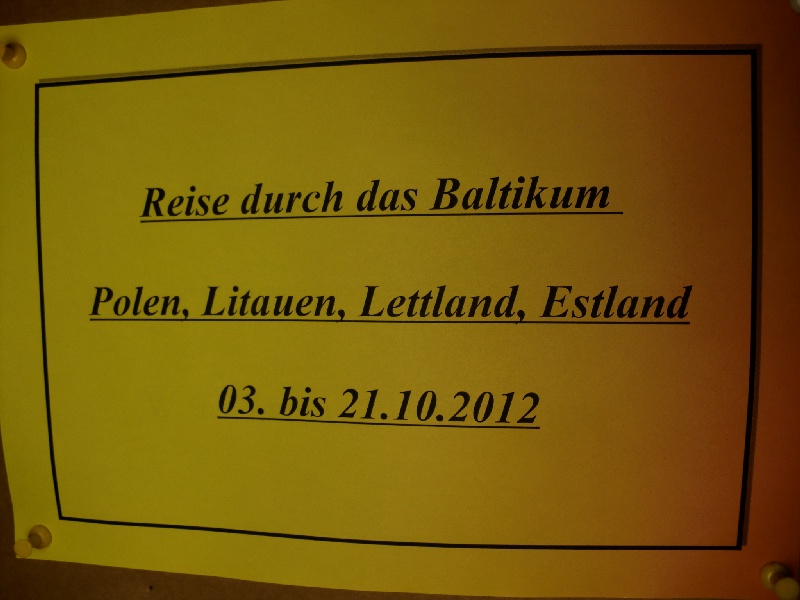 Reise durch das Baltikum
Polen, Litauen, Lettland, Estland
03. bis 21.10.2012